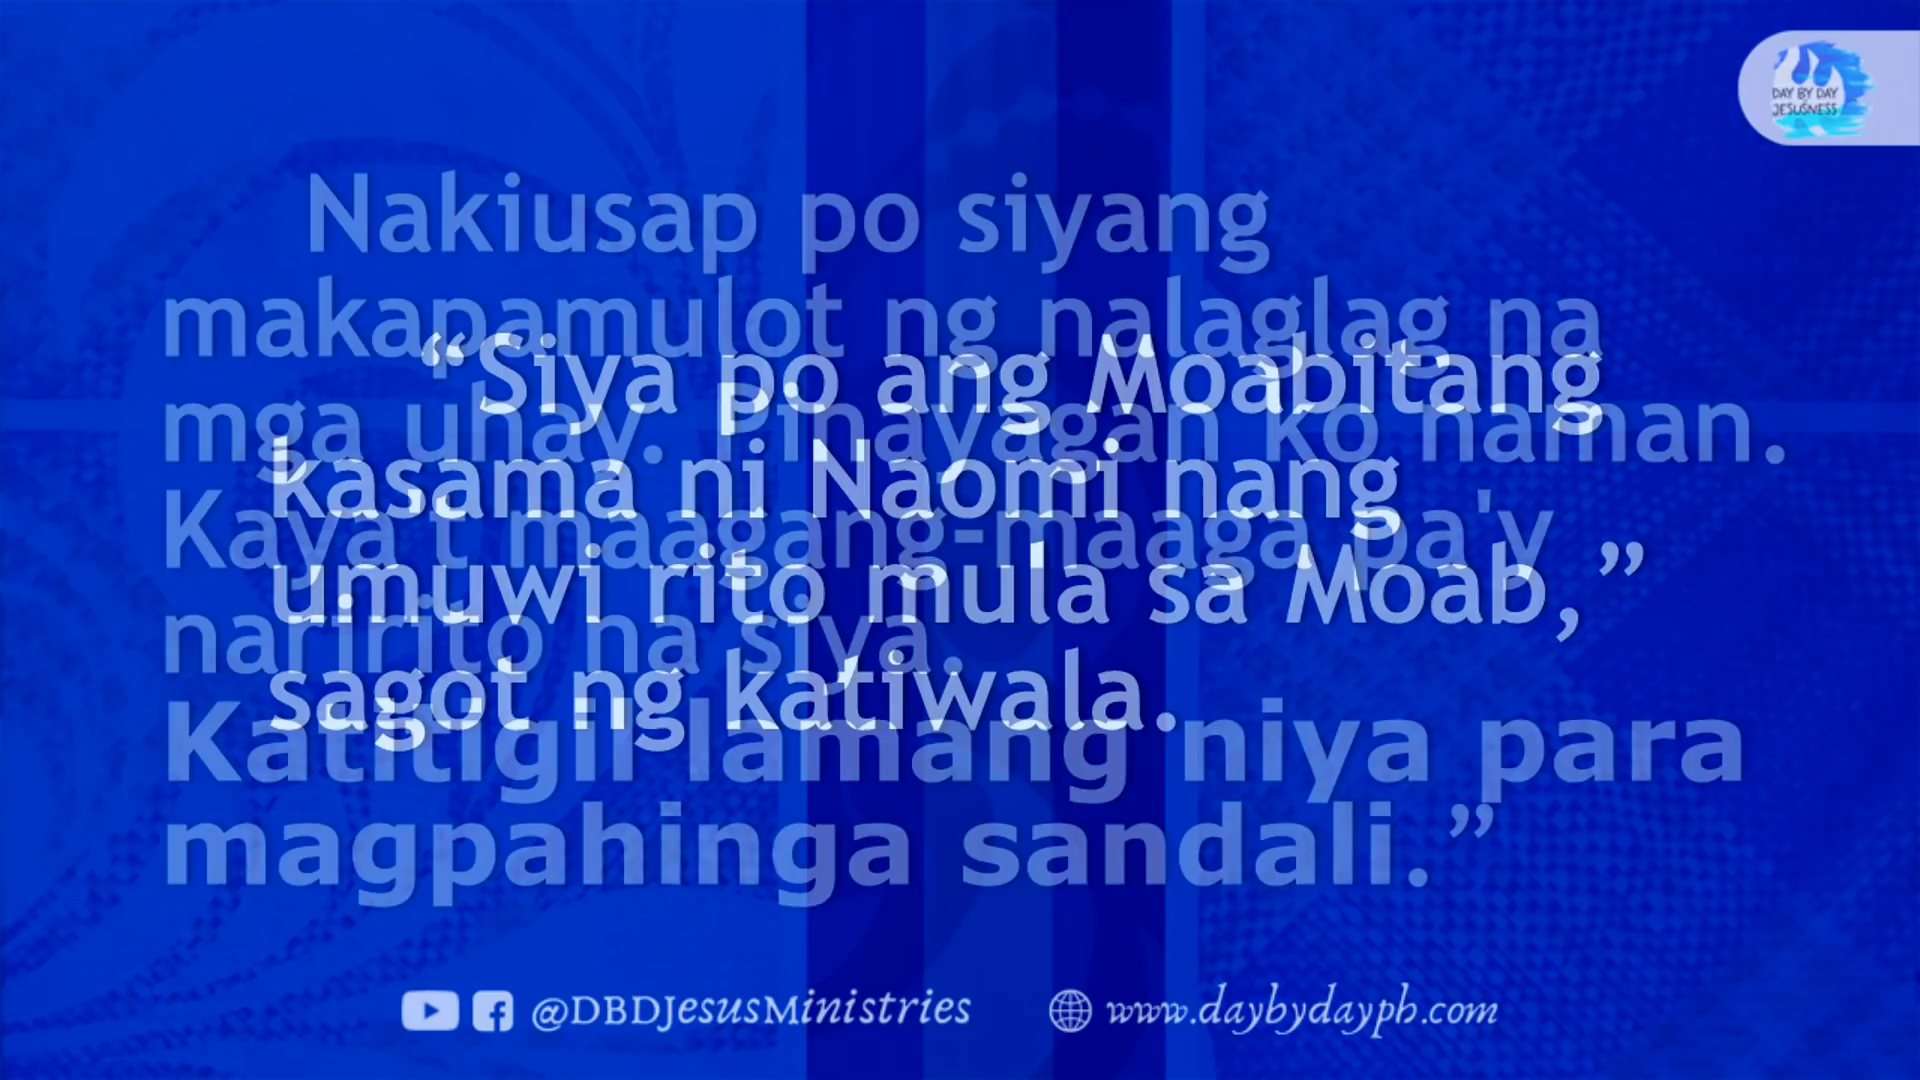 DAY BY DAY
JESUSNESS
“Siya po ang Moabitang
kasama ni Naomi nang
umuwi rito mula sa Moab,”
sagot ng katiwala.
Nakiusap po siyang
makapamulot ng nalaglag na
mga uhay. Pinayagan ko naman.
Kaya't maagang-maaga pa'y
naririto na siya.
Katitigil lamang niya para
magpahinga sandali.”
@DBDJesusMinistries
www.daybydayph.com